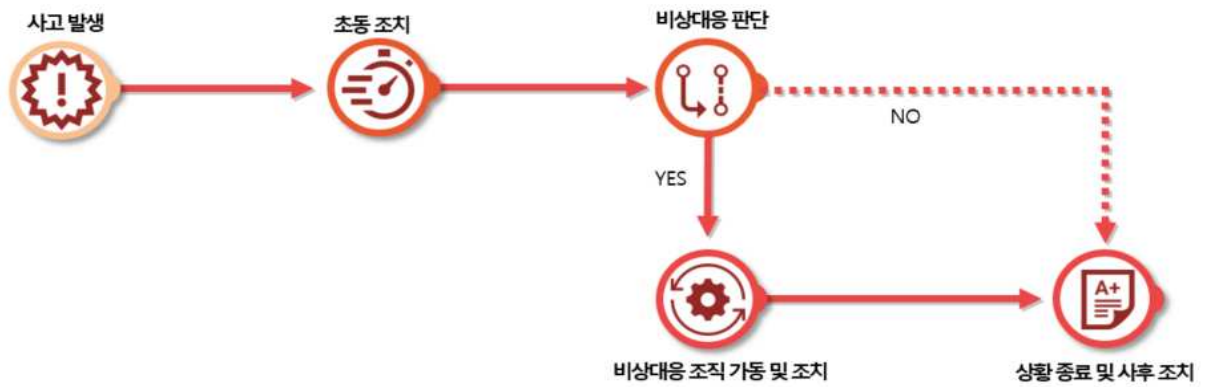 사고 발생
초동 조치
비상대응 판단
NO
YES
A+
비상대응 조직 가동 및 조치
상황 종료 및 사후 조치